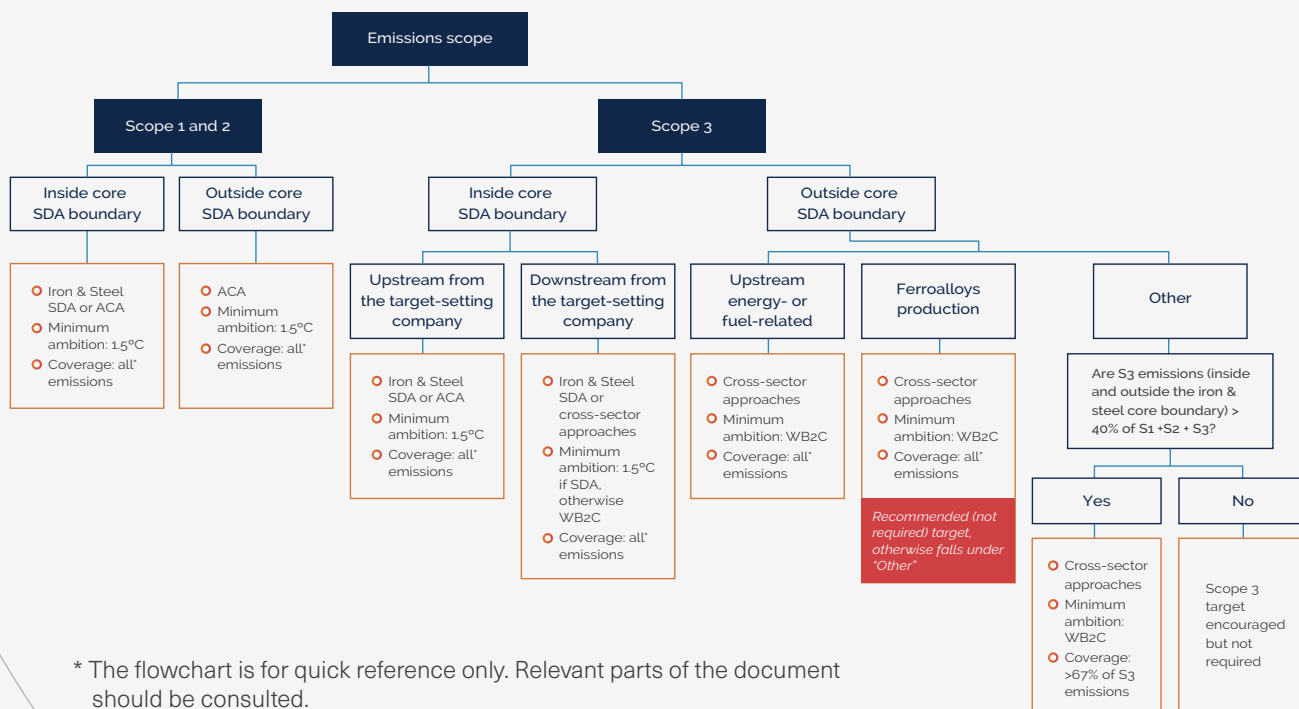 Emissions scope
Scope 1 and 2
Scope 3
Inside core
SDA boundary
Outside core
SDA boundary
Inside core
SDA boundary
Outside core
SDA boundary
Iron & Steel
SDA or ACA
Minimum
ambition: 1.5ºC
Coverage: all*
emissions
ACA
Minimum
ambition: 1.5ºC
Coverage: all*
emissions
Upstream from
the target-setting
company
Downstream from
the target-setting
company
Upstream
energy- or
fuel-related
Ferroalloys
production
Other
Iron & Steel
SDA or ACA
Minimum
ambition: 1.5ºC
Coverage: all*
emissions
Iron & Steel
SDA or
cross-sector
approaches
Minimum
ambition: 1.5ºC
if SDA,
otherwise
WB2C
Coverage: all*
emissions
Cross-sector
approaches
Minimum
ambition: WB2C
Coverage: all*
emissions
Cross-sector
approaches
Minimum
ambition: WB2C
Coverage: all*
emissions
Recommended (not
required) target,
otherwise falls under
"Other"
Are S3 emissions (inside
and outside the iron &
steel core boundary) >
40% of S1 +S2 + S3?
Yes
No
Cross-sector
approaches
Minimum
ambition:
WB2C
Coverage:
>67% of S3
emissions
Scope 3
target
encouraged
but not
required
* The flowchart is for quick reference only. Relevant parts of the document
should be consulted.